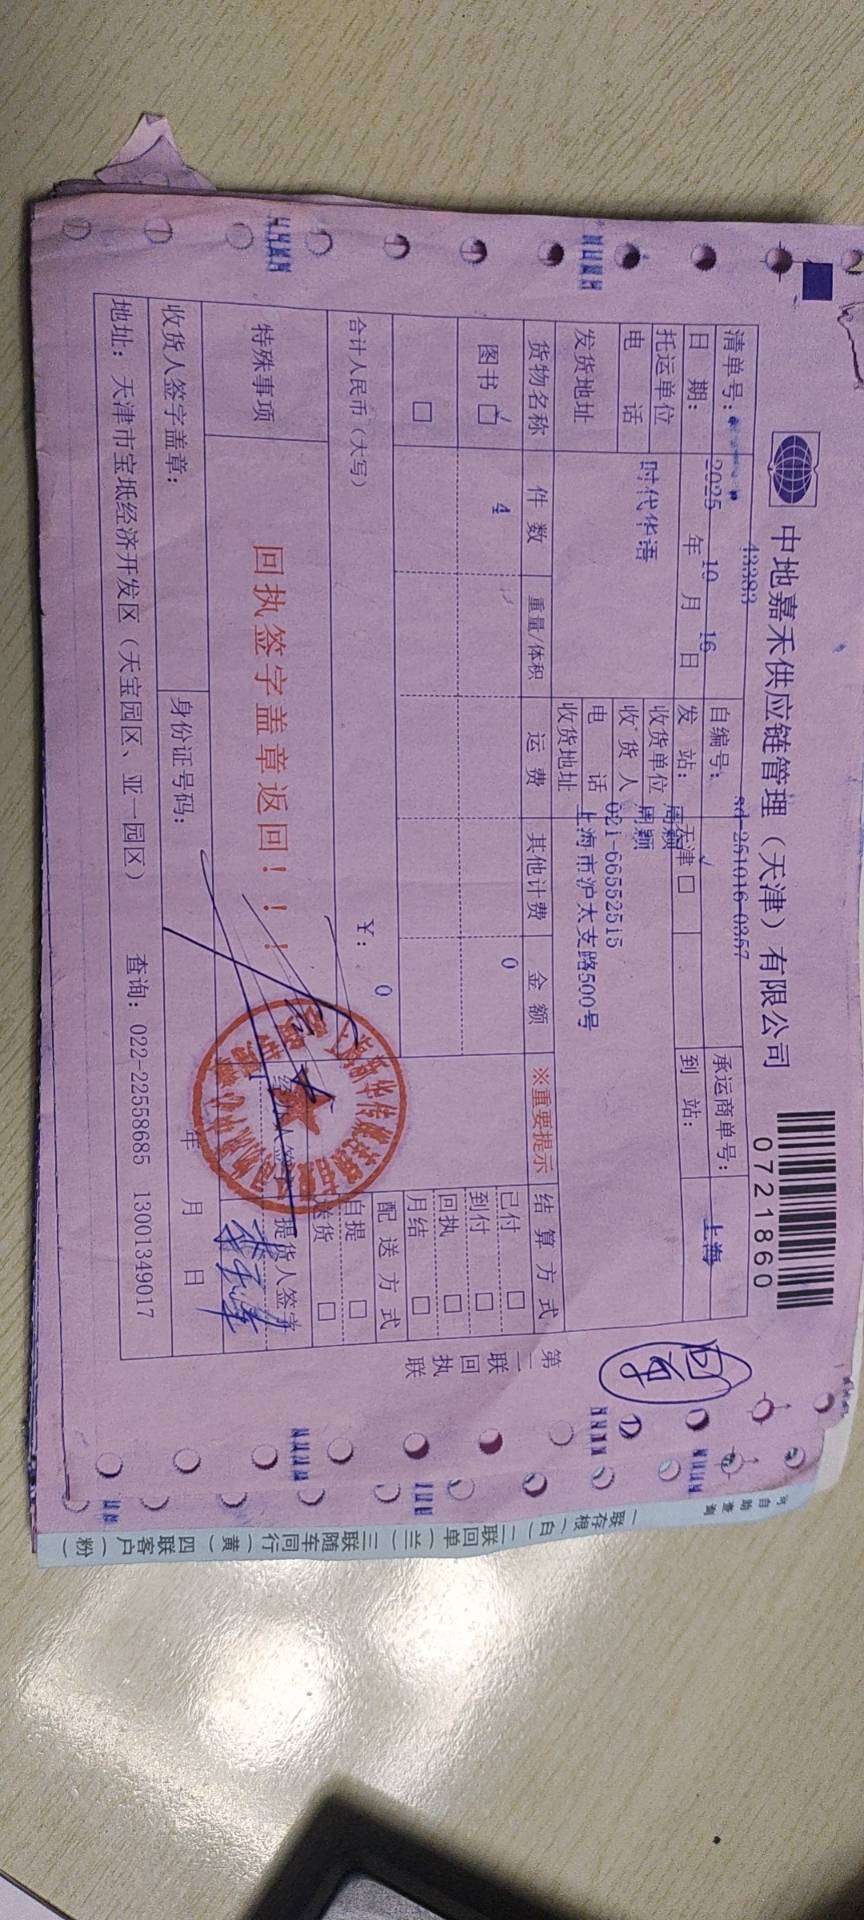 中地嘉禾供应链管理（天津）有限公司
0721860
清单号：
43383
自编号：
sd-251016-0357
承运商单号：
日期：
2025 年 10 月 16 日
发站：
天津 □
到站：
上海
托运单位
时代华语
收货单位
周颖
电话
收货人
周颖
电话
021-66552515
发货地址
收货地址
上海市沪太支路500号
货物名称 件数 重量/体积 运费 其他计费 金额 ※重要提示 结算方式
图书 □ 4 0
已付 □
到付 □
回执 □
月结 □
□
配送方式
自提 □
送货 □
合计人民币（大写） ￥： 0
特殊事项
回执签字盖章返回！！！
提货人签字
收货人签字盖章：
身份证号码：
年 月 日
地址：天津市宝坻经济开发区（天宝园区、亚一园区）
查询：022-22558685 13001349017
第二联 回执联
回
自助查询
一联存根（白）二联回单（兰）三联随车同行（黄）四联客户（粉）